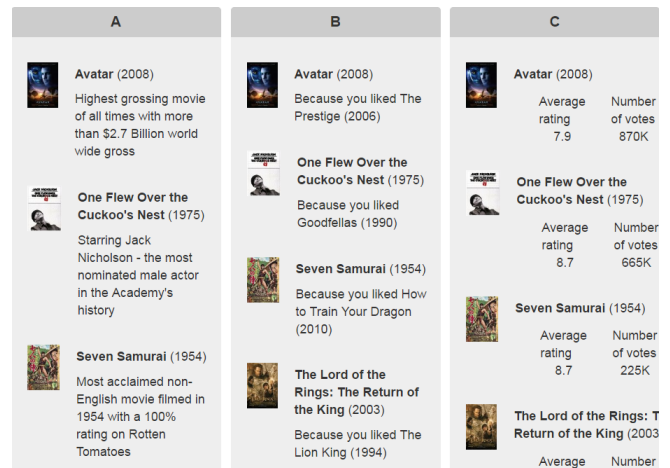 A
Avatar (2008)
Highest grossing movie
of all times with more
than $2.7 Billion world
wide gross
One Flew Over the
Cuckoo's Nest (1975)
Starring Jack
Nicholson - the most
nominated male actor
in the Academy's
history
Seven Samurai (1954)
Most acclaimed non-
English movie filmed in
1954 with a 100%
rating on Rotten
Tomatoes
B
Avatar (2008)
Because you liked The
Prestige (2006)
One Flew Over the
Cuckoo's Nest (1975)
Because you liked
Goodfellas (1990)
Seven Samurai (1954)
Because you liked How
to Train Your Dragon
(2010)
The Lord of the
Rings: The Return of
the King (2003)
Because you liked The
Lion King (1994)
C
Avatar (2008)
Average Number
rating of votes
7.9 870K
One Flew Over the
Cuckoo's Nest (1975)
Average Number
rating of votes
8.7 665K
Seven Samurai (1954)
Average Number
rating of votes
8.7 225K
The Lord of the Rings: T
Return of the King (2003
Average Number